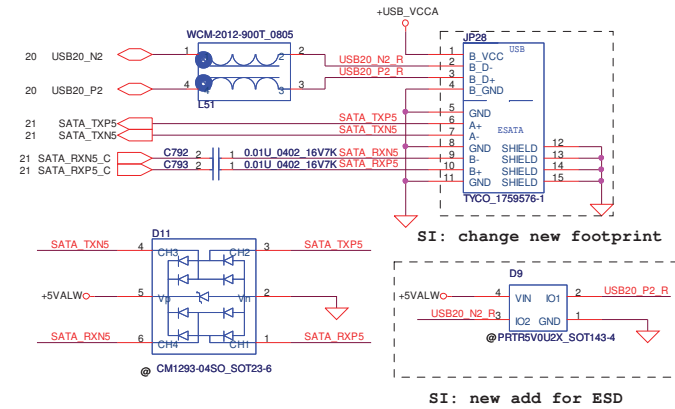 +USB_VCCA
WCM-2012-900T_0805
JP28
20 USB20_N2 1 2 USB20_N2_R 1 B_VCC USB
2 B_D-
20 USB20_P2 4 3 USB20_P2_R 3 B_D+
4 B_GND
L51
5 GND
21 SATA_TXP5 SATA_TXP5 6 A+
21 SATA_TXN5 SATA_TXN5 7 A- ESATA
8 GND SHIELD 12
21 SATA_RXN5_C C792 2 1 0.01U_0402_16V7K SATA_RXN5 9 B- SHIELD 13
21 SATA_RXP5_C C793 2 1 0.01U_0402_16V7K SATA_RXP5 10 B+ SHIELD 14
11 GND SHIELD 15
TYCO_1759576-1
SI: change new footprint
D11
SATA_TXN5 4 CH3 CH2 3 SATA_TXP5
+5VALW 5 Vp Vn 2
SATA_RXN5 6 CH4 CH1 1 SATA_RXP5
@ CM1293-04SO_SOT23-6
D9
+5VALW 4 VIN IO1 2 USB20_P2_R
USB20_N2_R 3 IO2 GND 1
@PRTR5V0U2X_SOT143-4
SI: new add for ESD